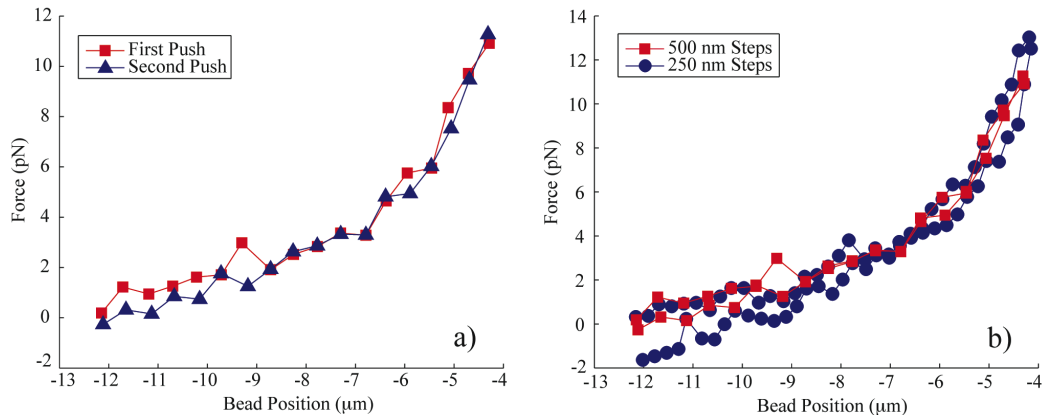 12
10
8
6
4
2
0
-2
Force (pN)
First Push
Second Push
a)
-13 -12 -11 -10 -9 -8 -7 -6 -5 -4
Bead Position (μm)
14
12
10
8
6
4
2
0
-2
Force (pN)
500 nm Steps
250 nm Steps
b)
-13 -12 -11 -10 -9 -8 -7 -6 -5 -4
Bead Position (μm)